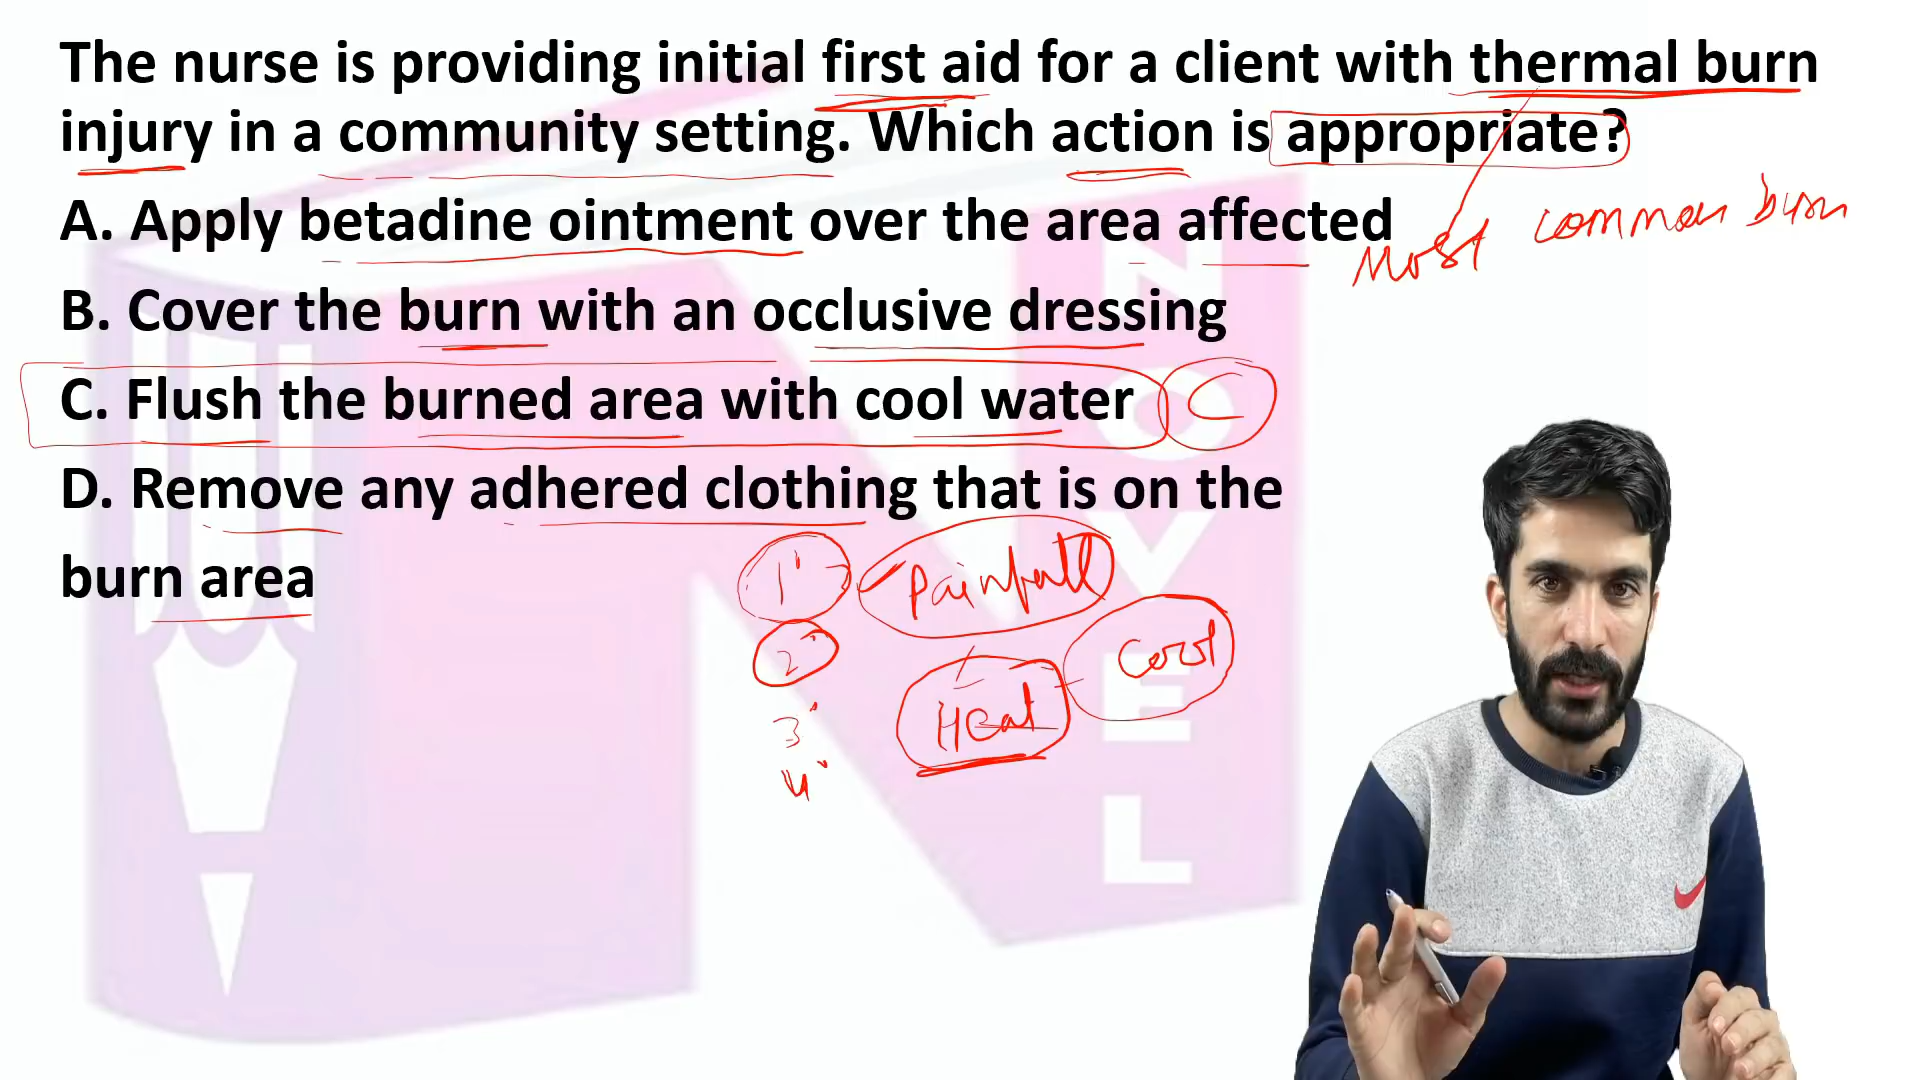 The nurse is providing initial first aid for a client with thermal burn
injury in a community setting. Which action is appropriate?
A. Apply betadine ointment over the area affected
Most common burn
B. Cover the burn with an occlusive dressing
C. Flush the burned area with cool water
C
D. Remove any adhered clothing that is on the
burn area
1° Painfull
2° Cool
3° Heat
4°
NOVEL